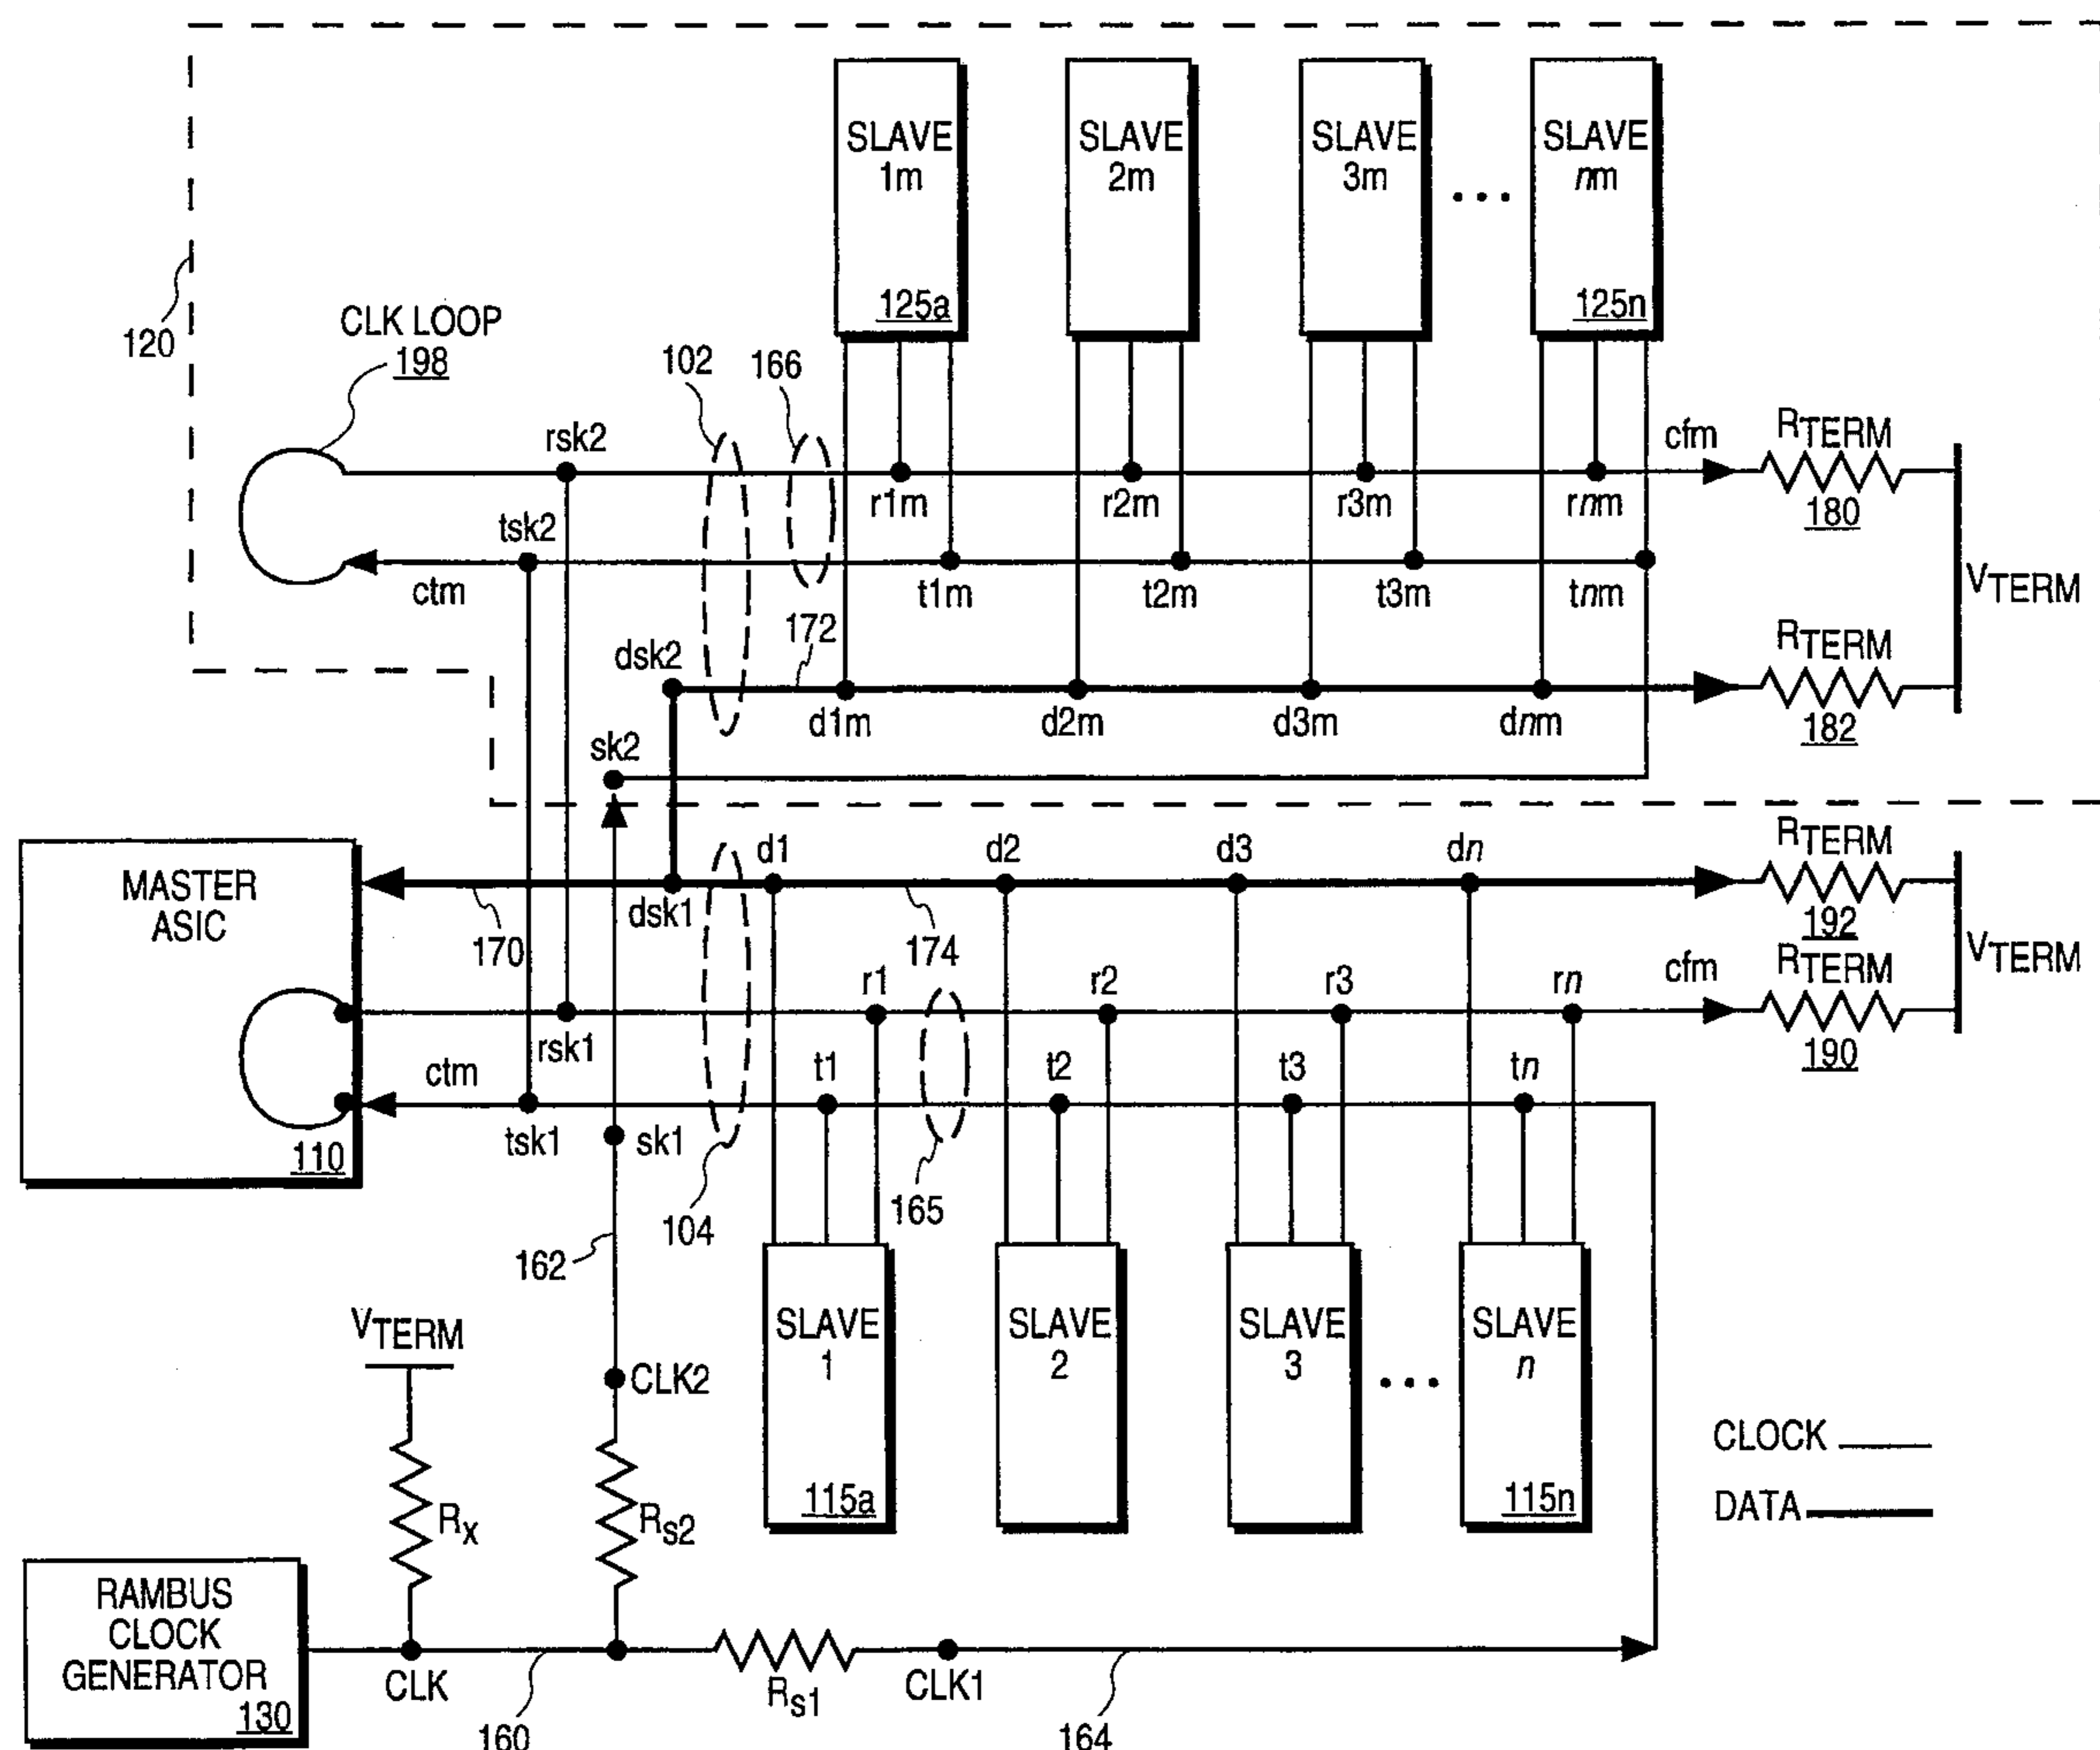 SLAVE
1m
125a
SLAVE
2m
SLAVE
3m
...
SLAVE
nm
125n
120
CLK LOOP
198
102
166
rsk2
cfm
RTERM
180
r1m
r2m
r3m
rnm
tsk2
ctm
t1m
t2m
t3m
tnm
VTERM
172
dsk2
RTERM
182
d1m
d2m
d3m
dnm
sk2
MASTER
ASIC
110
d1
d2
d3
dn
RTERM
192
dsk1
170
174
VTERM
r1
r2
r3
rn
cfm
RTERM
190
rsk1
ctm
t1
t2
t3
tn
tsk1
sk1
104
165
162
VTERM
CLK2
SLAVE
1
115a
SLAVE
2
SLAVE
3
...
SLAVE
n
115n
CLOCK
DATA
RX
Rs2
RAMBUS
CLOCK
GENERATOR
130
CLK
160
Rs1
CLK1
164